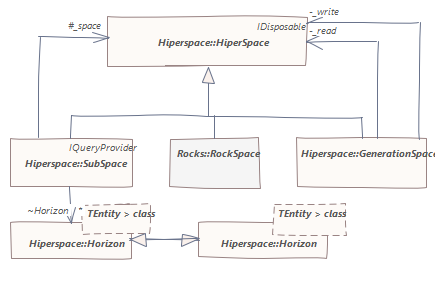 #_space
IDisposable
-_write
Hiperspace::HiperSpace
-_read
IQueryProvider
Hiperspace::SubSpace
Rocks::RockSpace
Hiperspace::GenerationSpace
~Horizon
*
TEntity > class
TEntity > class
Hiperspace::Horizon
Hiperspace::Horizon